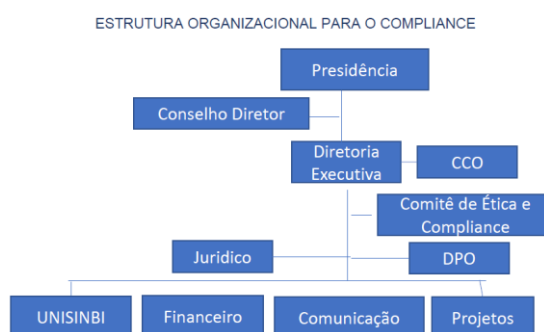 ESTRUTURA ORGANIZACIONAL PARA O COMPLIANCE
Presidência
Conselho Diretor
Diretoria
Executiva
CCO
Comitê de Ética e
Compliance
Juridico
DPO
UNISINBI
Financeiro
Comunicação
Projetos